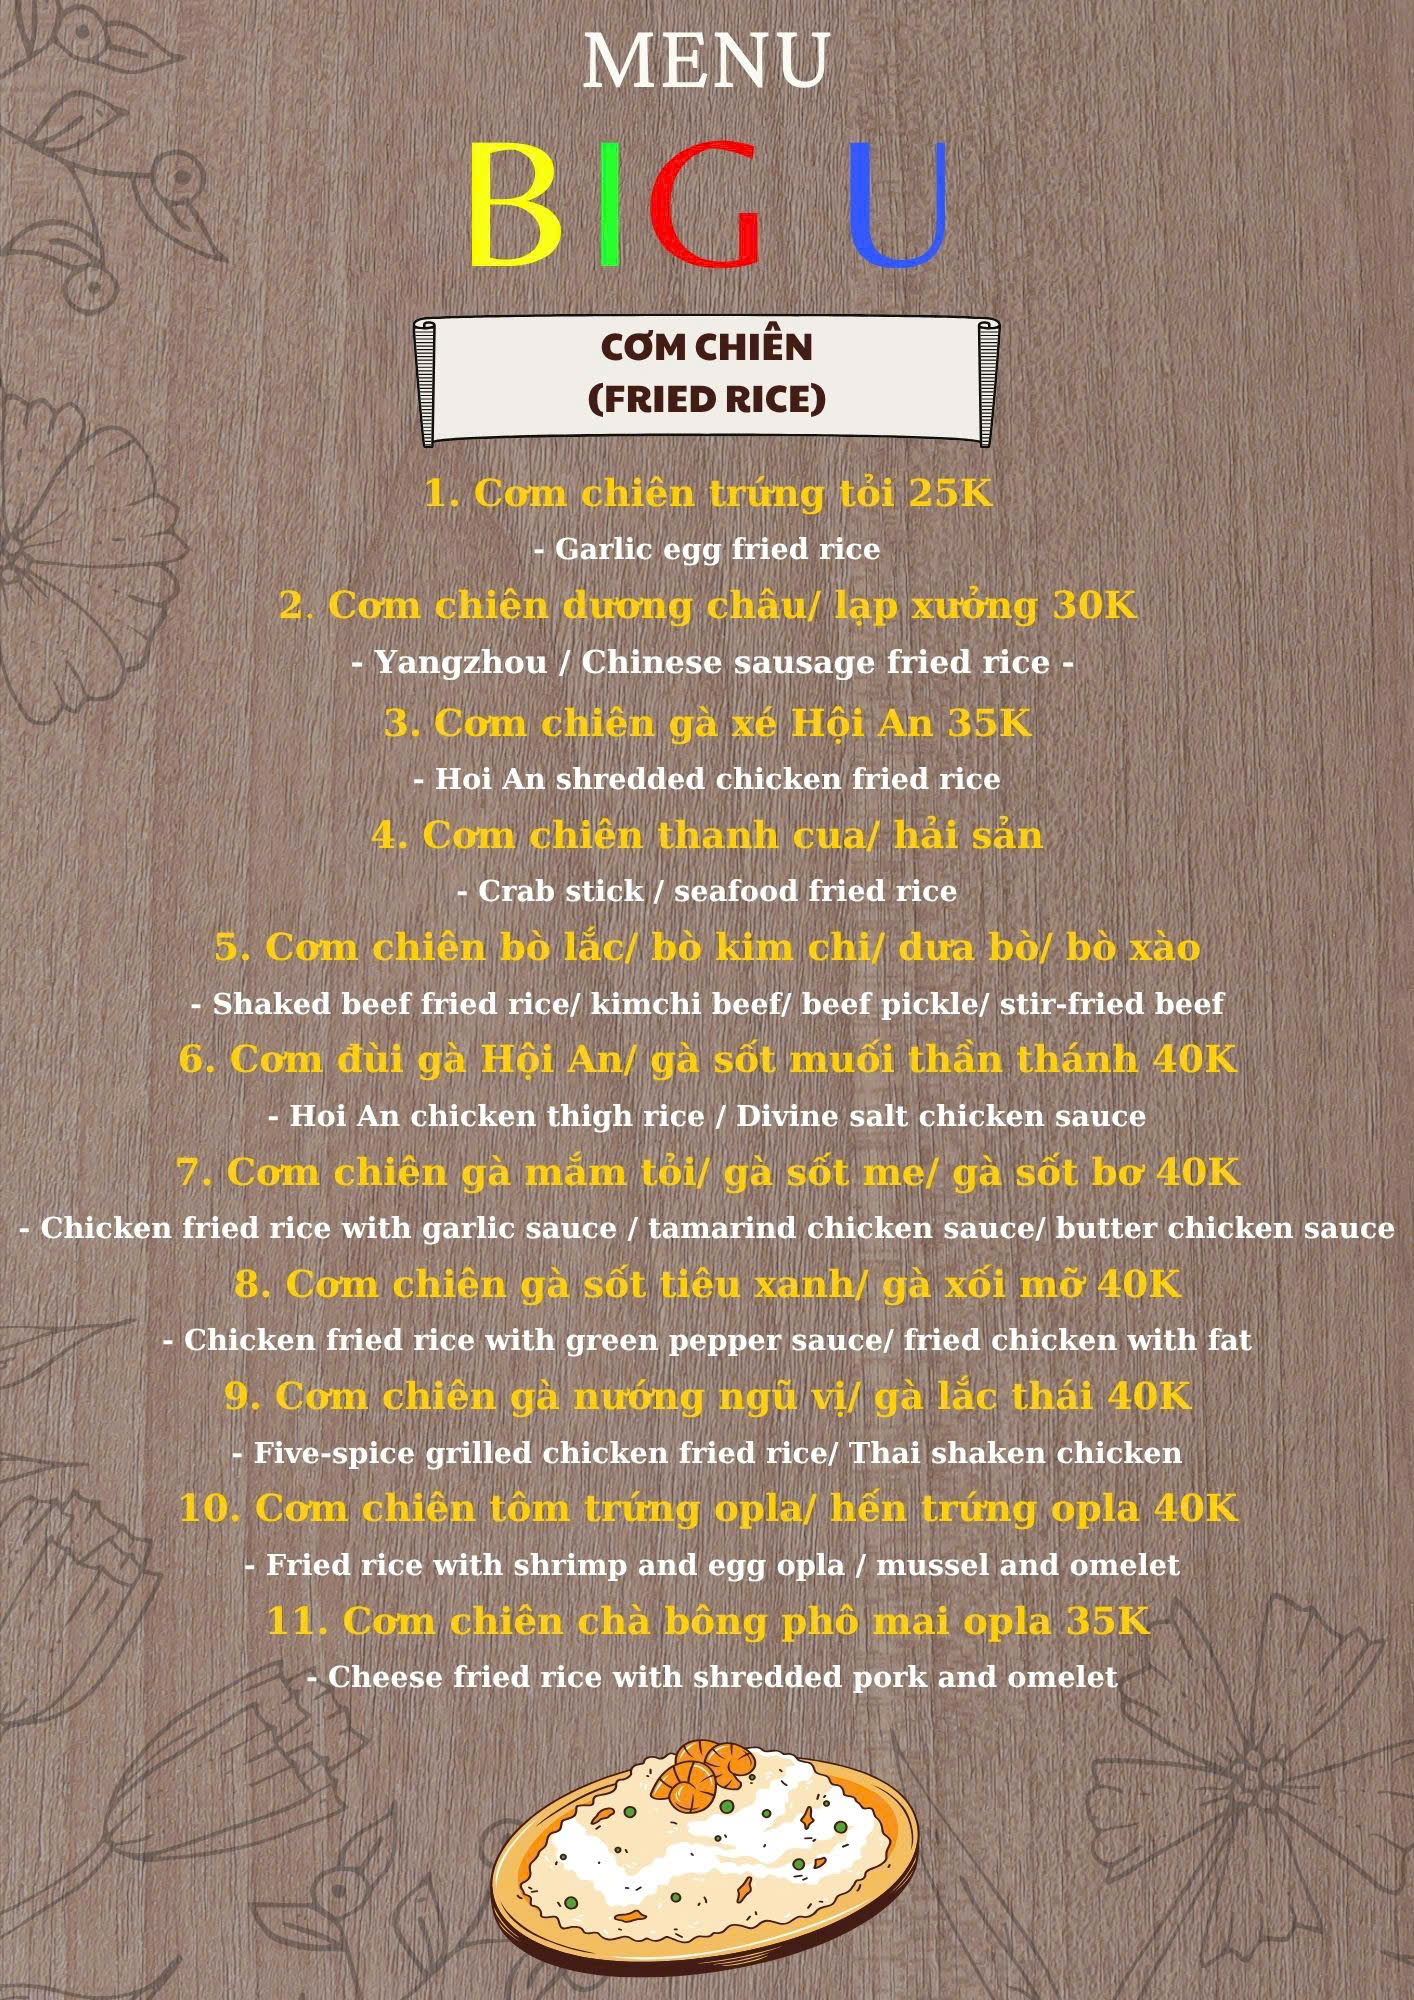 MENU
BIG U
CƠM CHIÊN
(FRIED RICE)
1. Cơm chiên trứng tỏi 25K
- Garlic egg fried rice
2. Cơm chiên dương châu/ lạp xưởng 30K
- Yangzhou / Chinese sausage fried rice -
3. Cơm chiên gà xé Hội An 35K
- Hoi An shredded chicken fried rice
4. Cơm chiên thanh cua/ hải sản
- Crab stick / seafood fried rice
5. Cơm chiên bò lắc/ bò kim chi/ dưa bò/ bò xào
- Shaked beef fried rice/ kimchi beef/ beef pickle/ stir-fried beef
6. Cơm đùi gà Hội An/ gà sốt muối thần thánh 40K
- Hoi An chicken thigh rice / Divine salt chicken sauce
7. Cơm chiên gà mắm tỏi/ gà sốt me/ gà sốt bơ 40K
- Chicken fried rice with garlic sauce / tamarind chicken sauce/ butter chicken sauce
8. Cơm chiên gà sốt tiêu xanh/ gà xối mỡ 40K
- Chicken fried rice with green pepper sauce/ fried chicken with fat
9. Cơm chiên gà nướng ngũ vị/ gà lắc thái 40K
- Five-spice grilled chicken fried rice/ Thai shaken chicken
10. Cơm chiên tôm trứng opla/ hến trứng opla 40K
- Fried rice with shrimp and egg opla / mussel and omelet
11. Cơm chiên chà bông phô mai opla 35K
- Cheese fried rice with shredded pork and omelet